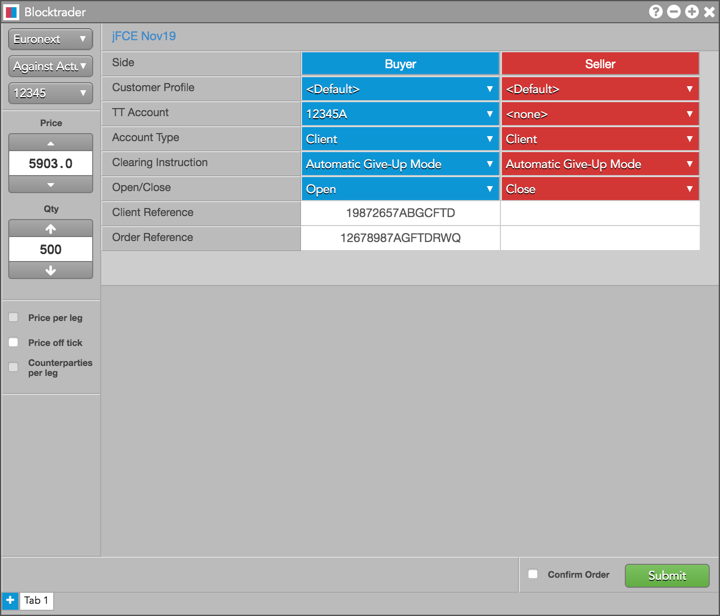 Blocktrader
Euronext
Against Actu
12345
Price
5903.0
Qty
500
Price per leg
Price off tick
Counterparties
per leg
jFCE Nov19
Side Buyer Seller
Customer Profile <Default> <Default>
TT Account 12345A <none>
Account Type Client Client
Clearing Instruction Automatic Give-Up Mode Automatic Give-Up Mode
Open/Close Open Close
Client Reference 19872657ABGCFTD
Order Reference 12678987AGFTDRWQ
Confirm Order Submit
Tab 1